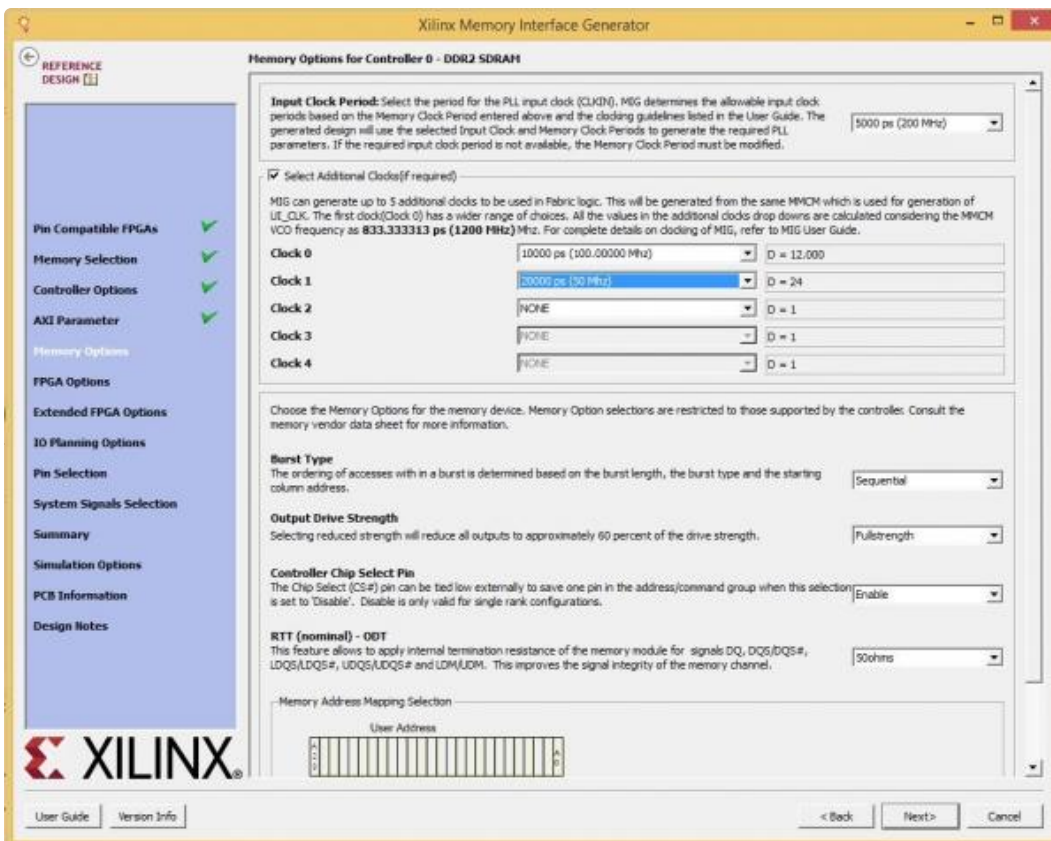 Xilinx Memory Interface Generator
REFERENCE
DESIGN
Memory Options for Controller 0 - DDR2 SDRAM
Input Clock Period: Select the period for the PLL input clock (CLKIN). MIG determines the allowable input clock
periods based on the Memory Clock Period entered above and the clocking guidelines listed in the User Guide. The
generated design will use the selected Input Clock and Memory Clock Periods to generate the required PLL
parameters. If the required input clock period is not available, the Memory Clock Period must be modified.
5000 ps (200 MHz)
Select Additional Clocks(if required)
MIG can generate up to 5 additional clocks to be used in Fabric logic. This will be generated from the same MMCM which is used for generation of
UI_CLK. The first clock(Clock 0) has a wider range of choices. All the values in the additional clocks drop downs are calculated considering the MMCM
VCO frequency as 833.333313 ps (1200 MHz) Mhz. For complete details on clocking of MIG, refer to MIG User Guide.
Clock 0 10000 ps (100.00000 Mhz) D = 12.000
Clock 1 20000 ps (50 Mhz) D = 24
Clock 2 NONE D = 1
Clock 3 NONE D = 1
Clock 4 NONE D = 1
Pin Compatible FPGAs
Memory Selection
Controller Options
AXI Parameter
Memory Options
FPGA Options
Extended FPGA Options
IO Planning Options
Pin Selection
System Signals Selection
Summary
Simulation Options
PCB Information
Design Notes
Choose the Memory Options for the memory device. Memory Option selections are restricted to those supported by the controller. Consult the
memory vendor data sheet for more information.
Burst Type
The ordering of accesses with in a burst is determined based on the burst length, the burst type and the starting
column address.
Sequential
Output Drive Strength
Selecting reduced strength will reduce all outputs to approximately 60 percent of the drive strength.
Fullstrength
Controller Chip Select Pin
The Chip Select (CS#) pin can be tied low externally to save one pin in the address/command group when this selection
is set to 'Disable'. Disable is only valid for single rank configurations.
Enable
RTT (nominal) - ODT
This feature allows to apply internal termination resistance of the memory module for signals DQ, DQS/DQS#,
LDQS/LDQS#, UDQS/UDQS# and LDM/UDM. This improves the signal integrity of the memory channel.
50ohms
Memory Address Mapping Selection
User Address
XILINX®
User Guide
Version Info
< Back
Next>
Cancel